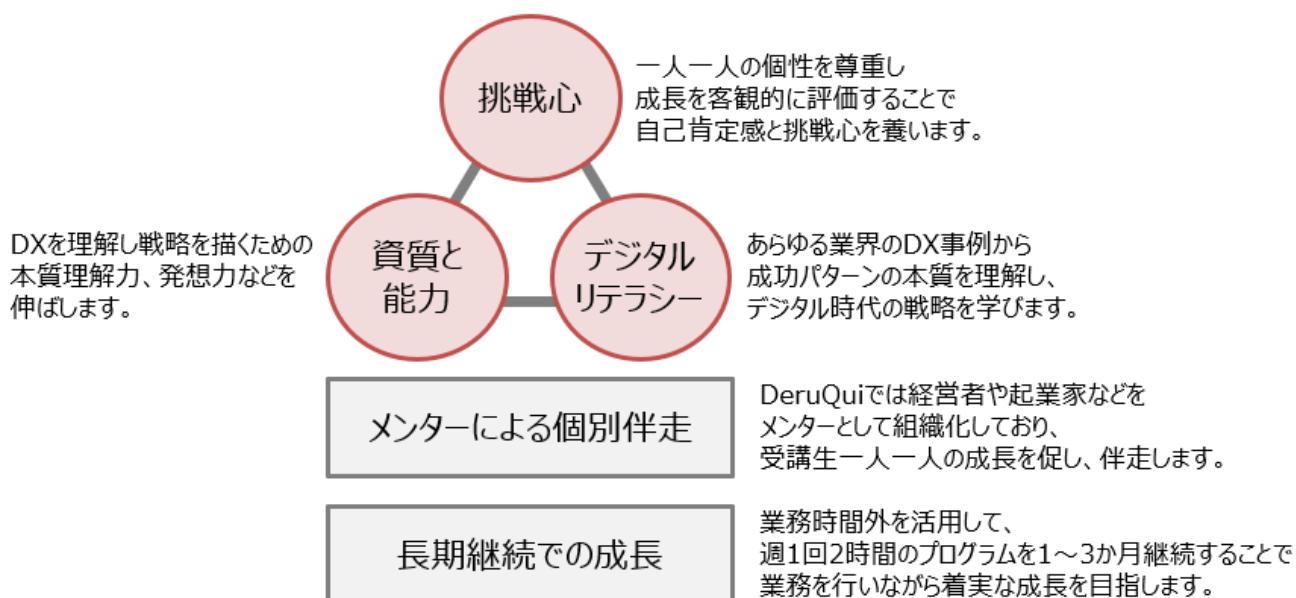 挑戦心
一人一人の個性を尊重し
成長を客観的に評価することで
自己肯定感と挑戦心を養います。
DXを理解し戦略を描くための
本質理解力、発想力などを
伸ばします。
資質と
能力
デジタル
リテラシー
あらゆる業界のDX事例から
成功パターンの本質を理解し、
デジタル時代の戦略を学びます。
メンターによる個別伴走
DeruQuiでは経営者や起業家などを
メンターとして組織化しており、
受講生一人一人の成長を促し、伴走します。
長期継続での成長
業務時間外を活用して、
週1回2時間のプログラムを1～3か月継続することで
業務を行いながら着実な成長を目指します。